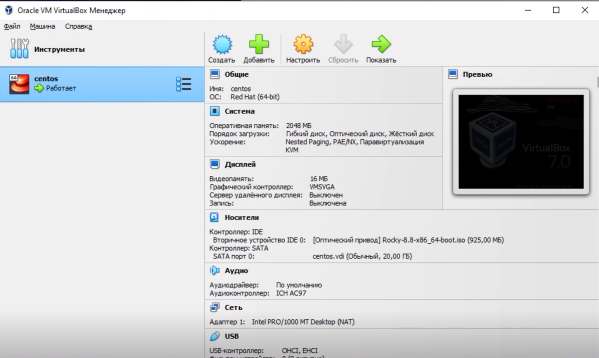 Oracle VM VirtualBox Менеджер
Файл Машина Справка
Инструменты
Создать Добавить Настроить Сбросить Показать
64
centos
Работает
Общие
Имя: centos
ОС: Red Hat (64-bit)
Превью
VirtualBox
7.0
Система
Оперативная память: 2048 МБ
Порядок загрузки: Гибкий диск, Оптический диск, Жёсткий диск
Ускорение: Nested Paging, PAE/NX, Паравиртуализация
KVM
Дисплей
Видеопамять: 16 МБ
Графический контроллер: VMSVGA
Сервер удалённого дисплея: Выключен
Запись: Выключена
Носители
Контроллер: IDE
Вторичное устройство IDE 0: [Оптический привод] Rocky-8.8-x86_64-boot.iso (925,00 МБ)
Контроллер: SATA
SATA порт 0: centos.vdi (Обычный, 20,00 ГБ)
Аудио
Аудиодрайвер: По умолчанию
Аудиоконтроллер: ICH AC97
Сеть
Адаптер 1: Intel PRO/1000 MT Desktop (NAT)
USB
USB-контроллер: OHCI, EHCI